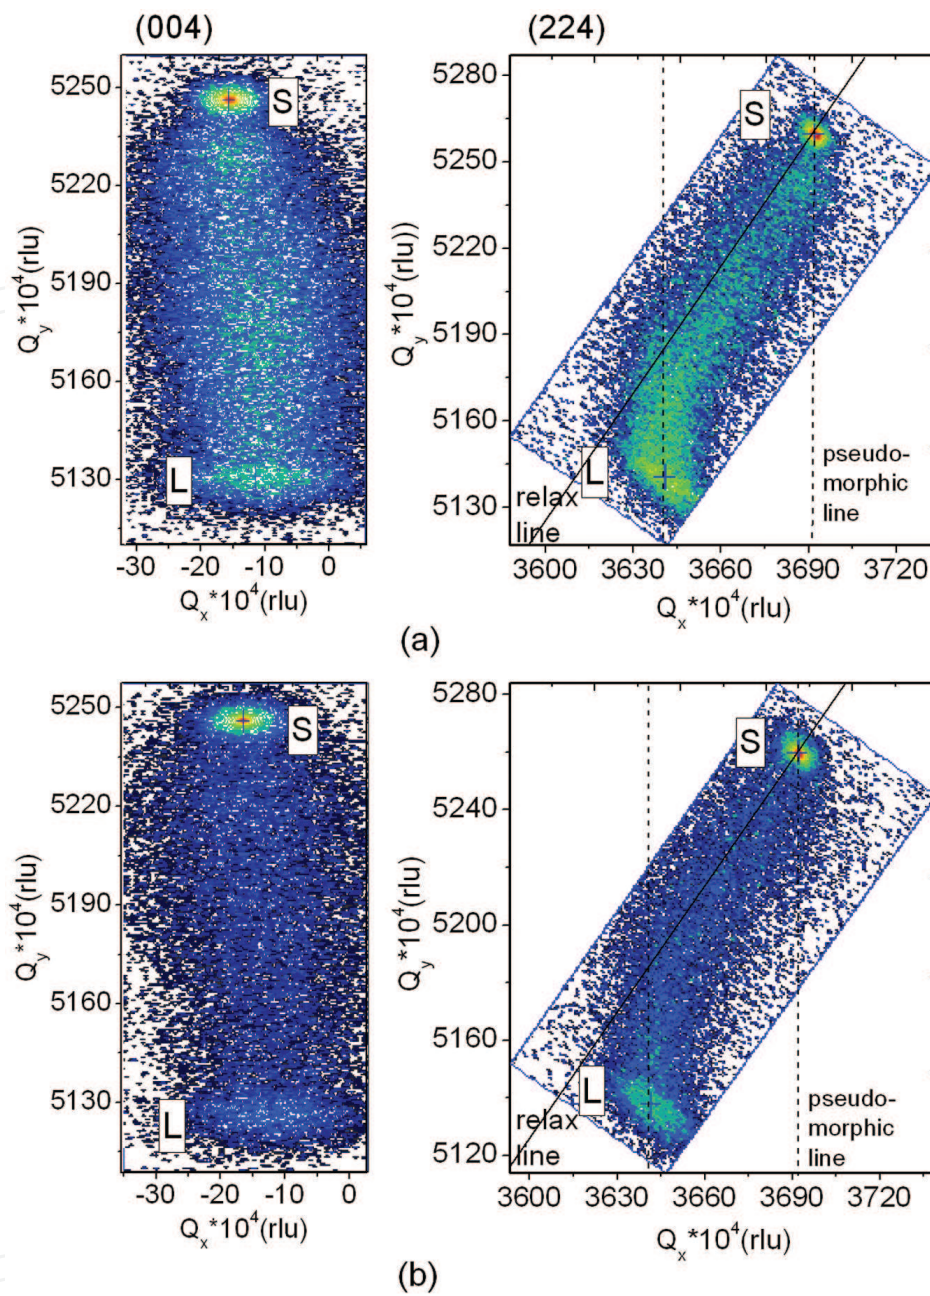 (004)
(224)
5250
5220
5190
5160
5130
Q_y*10^4(rlu)
-30 -20 -10 0
Q_x*10^4(rlu)
S
L
5280
5250
5220
5190
5160
5130
Q_y*10^4(rlu))
3600 3630 3660 3690 3720
Q_x*10^4(rlu)
S
L
relax
line
pseudo-
morphic
line
(a)
5250
5220
5190
5160
5130
Q_y*10^4(rlu)
-30 -20 -10 0
Q_x*10^4(rlu)
S
L
5280
5240
5200
5160
5120
Q_y*10^4(rlu)
3600 3630 3660 3690 3720
Q_x*10^4(rlu)
S
L
relax
line
pseudo-
morphic
line
(b)